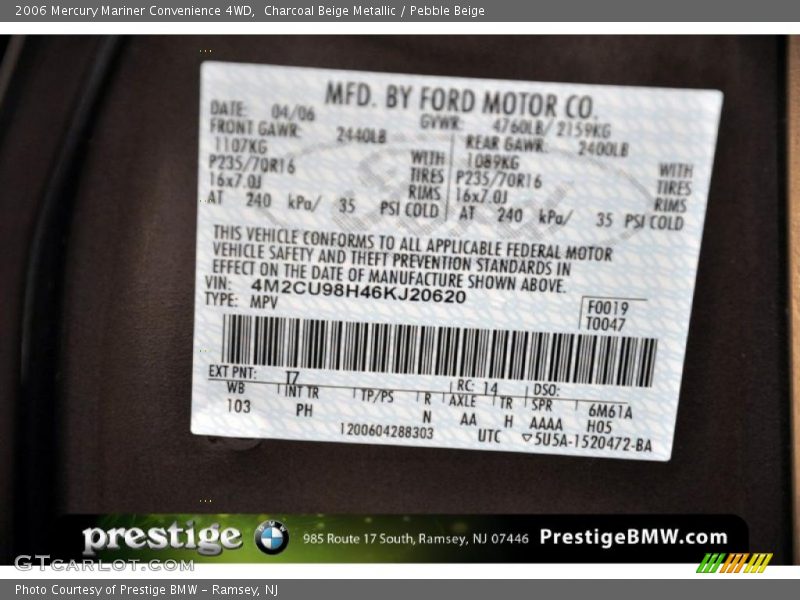 2006 Mercury Mariner Convenience 4WD,  Charcoal Beige Metallic / Pebble Beige
MFD. BY FORD MOTOR CO.
DATE: 04/06 GVWR: 4760LB/ 2159KG
FRONT GAWR: 2440LB REAR GAWR: 2400LB
1107KG WITH 1089KG WITH
P235/70R16 TIRES P235/70R16 TIRES
16x7.0J RIMS 16x7.0J RIMS
AT 240 kPa/ 35 PSI COLD AT 240 kPa/ 35 PSI COLD
THIS VEHICLE CONFORMS TO ALL APPLICABLE FEDERAL MOTOR
VEHICLE SAFETY AND THEFT PREVENTION STANDARDS IN
EFFECT ON THE DATE OF MANUFACTURE SHOWN ABOVE.
VIN: 4M2CU98H46KJ20620
TYPE: MPV
F0019
T0047
EXT PNT: T7 RC: 14 DSO:
WB INT TR TP/PS R AXLE TR SPR 6M61A
103 PH N AA H AAAA H05
1200604288303 UTC ▽5U5A-1520472-BA
prestige BMW 985 Route 17 South, Ramsey, NJ 07446 PrestigeBMW.com
GTcarlot.com
Photo Courtesy of Prestige BMW – Ramsey, NJ